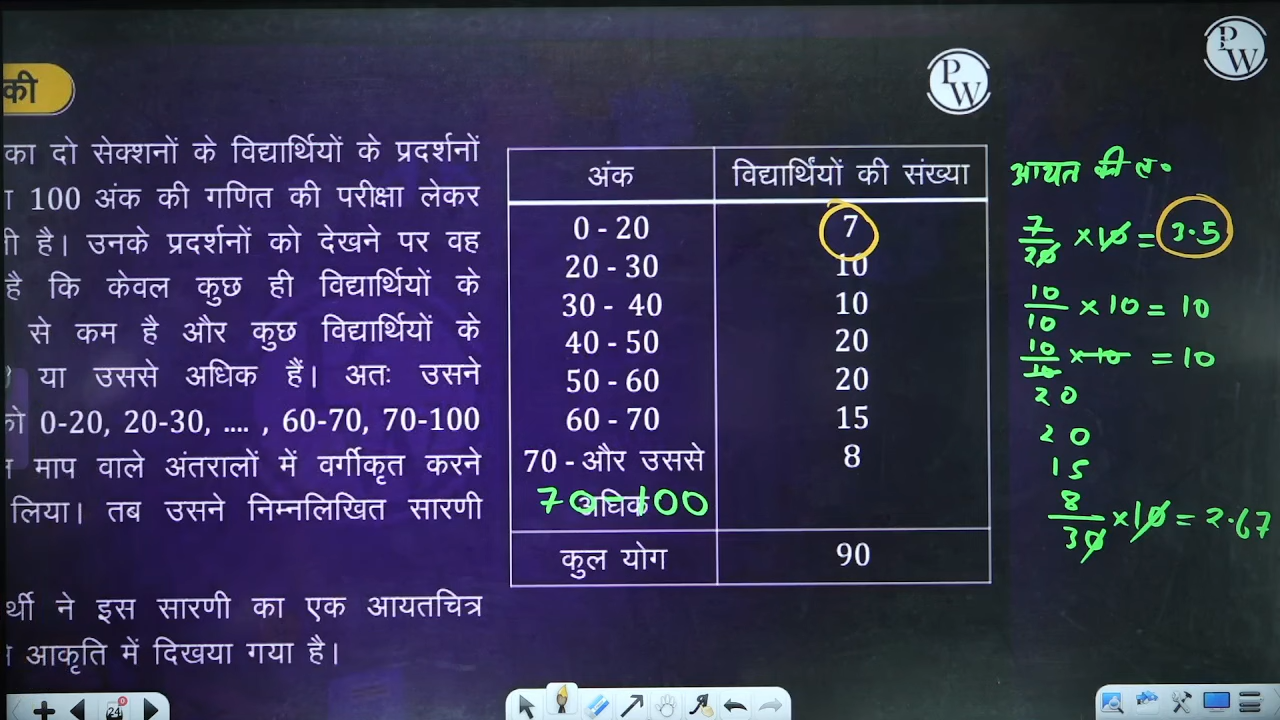 की
का दो सेक्शनों के विद्यार्थियों के प्रदर्शनों
100 अंक की गणित की परीक्षा लेकर
है। उनके प्रदर्शनों को देखने पर वह
है कि केवल कुछ ही विद्यार्थियों के
से कम है और कुछ विद्यार्थियों के
या उससे अधिक हैं। अतः उसने
0-20, 20-30, .... , 60-70, 70-100
माप वाले अंतरालों में वर्गीकृत करने
लिया। तब उसने निम्नलिखित सारणी
ने इस सारणी का एक आयतचित्र
आकृति में दिखया गया है।
PW
अंक विद्यार्थियों की संख्या
0 - 20 7
20 - 30 10
30 - 40 10
40 - 50 20
50 - 60 20
60 - 70 15
70 - और उससे 8
अधिक
70-100
कुल योग 90
PW
आयत की ल०
7/20 ×10 = 3.5
10/10 × 10 = 10
10/10 ×10 = 10
20
20
15
8/30 ×10 = 2.67
24